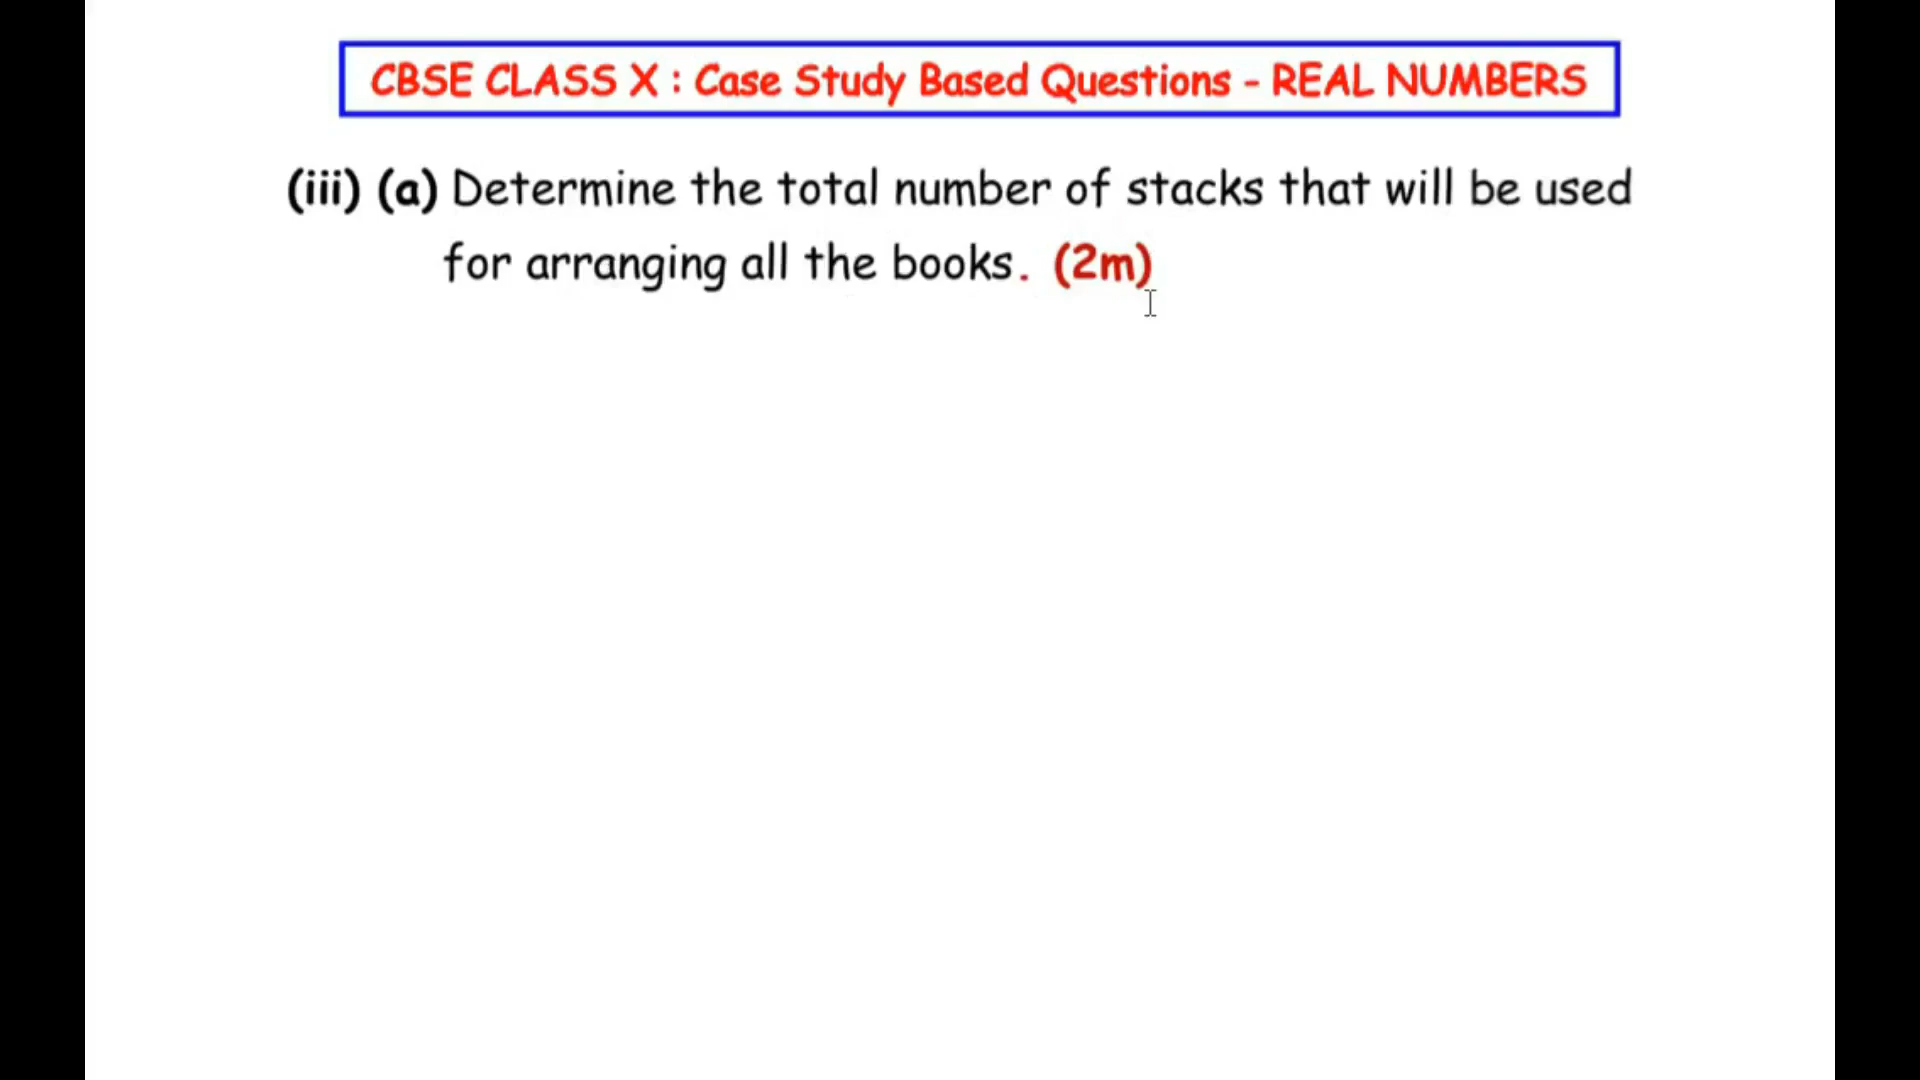 CBSE CLASS X : Case Study Based Questions - REAL NUMBERS
(iii) (a) Determine the total number of stacks that will be used
for arranging all the books. (2m)